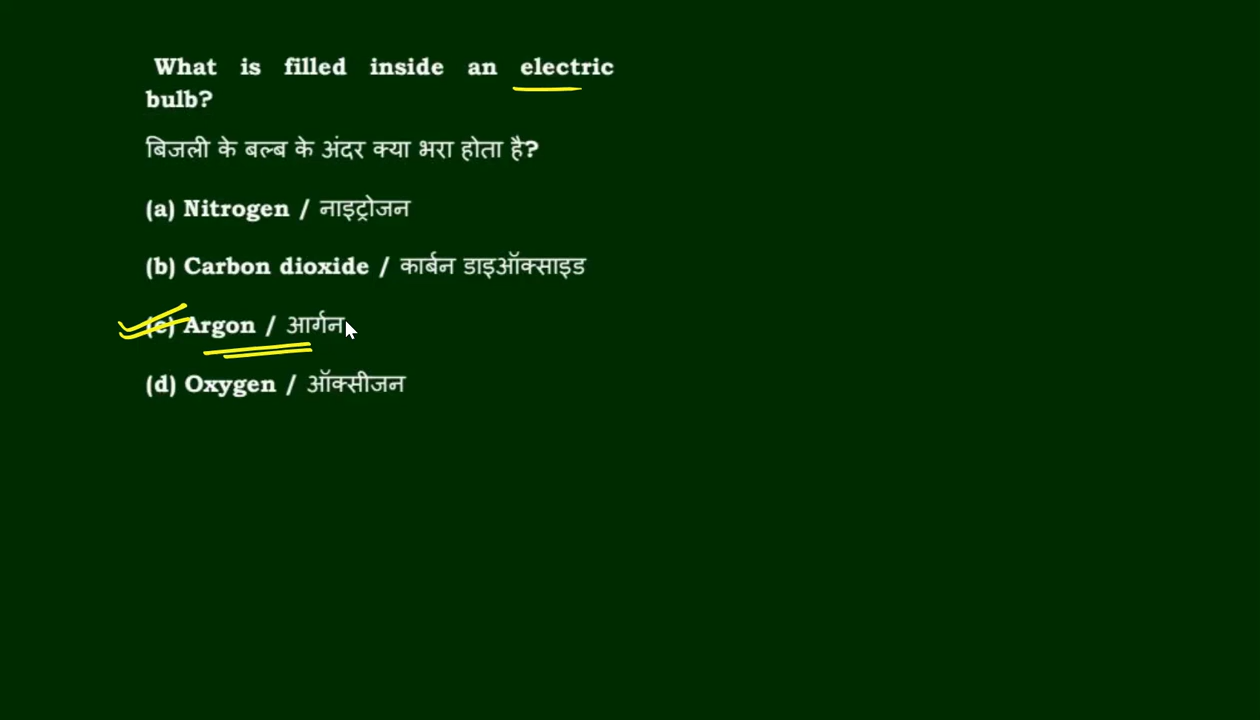 What is filled inside an electric
bulb?
बिजली के बल्ब के अंदर क्या भरा होता है?
(a) Nitrogen / नाइट्रोजन
(b) Carbon dioxide / कार्बन डाइऑक्साइड
(c) Argon / आर्गन
(d) Oxygen / ऑक्सीजन